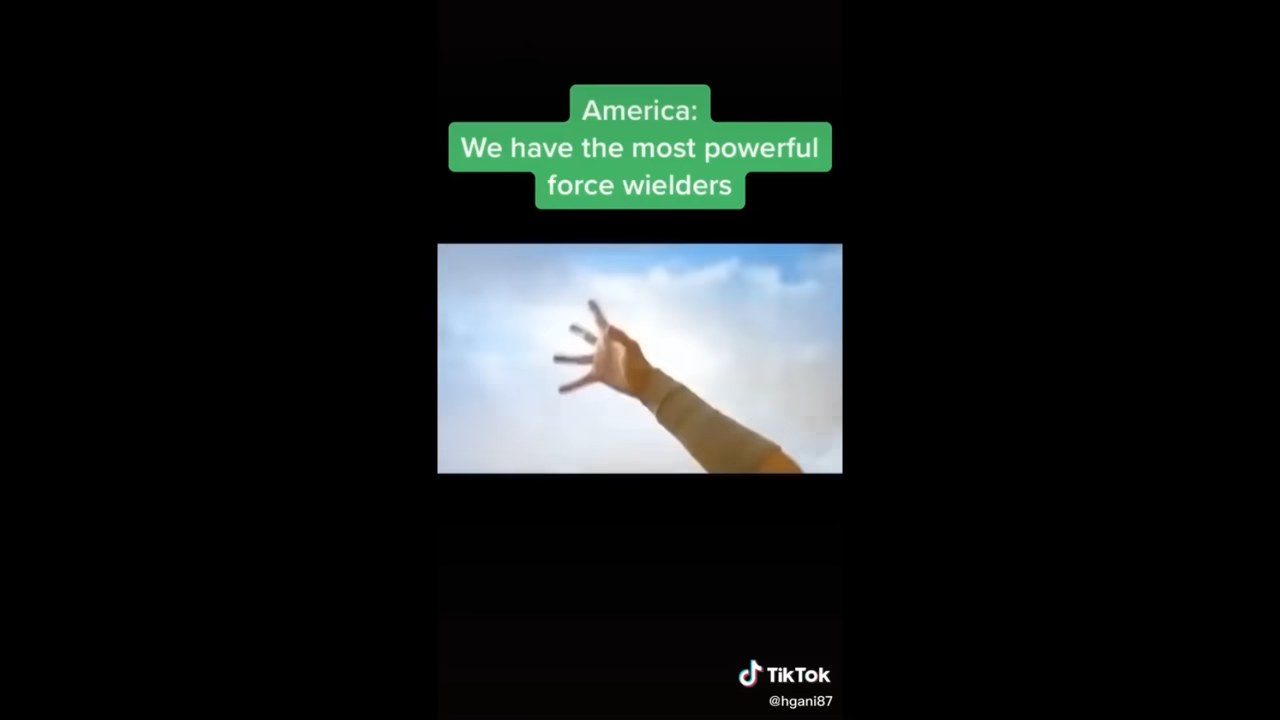 America:
We have the most powerful
force wielders
TikTok
@hgani87